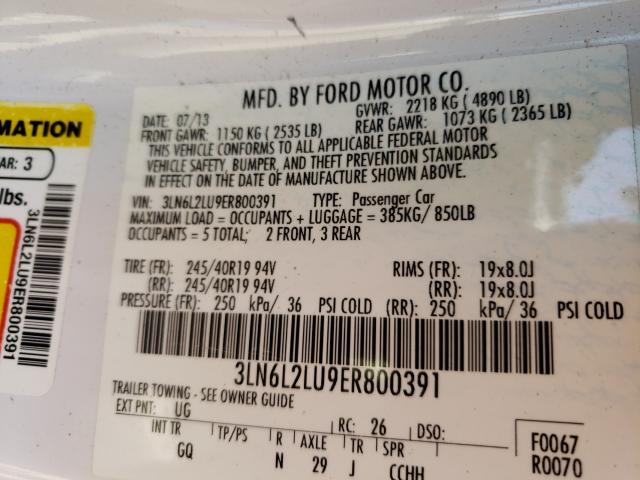 MFD. BY FORD MOTOR CO.
DATE: 07/13 GVWR: 2218 KG ( 4890 LB)
FRONT GAWR: 1150 KG ( 2535 LB) REAR GAWR: 1073 KG ( 2365 LB)
THIS VEHICLE CONFORMS TO ALL APPLICABLE FEDERAL MOTOR
VEHICLE SAFETY, BUMPER, AND THEFT PREVENTION STANDARDS
IN EFFECT ON THE DATE OF MANUFACTURE SHOWN ABOVE.
VIN: 3LN6L2LU9ER800391 TYPE: Passenger Car
MAXIMUM LOAD = OCCUPANTS + LUGGAGE = 385KG/ 850LB
OCCUPANTS = 5 TOTAL; 2 FRONT, 3 REAR
TIRE (FR): 245/40R19 94V RIMS (FR): 19x8.0J
(RR): 245/40R19 94V (RR): 19x8.0J
PRESSURE (FR): 250 kPa/ 36 PSI COLD (RR): 250 kPa/ 36 PSI COLD
3LN6L2LU9ER800391
TRAILER TOWING - SEE OWNER GUIDE
EXT PNT: UG RC: 26 DSO:
INT TR TP/PS R AXLE TR SPR
GQ N 29 J CCHH
F0067
R0070
MATION
AR: 3
lbs.
3LN6L2LU9ER800391